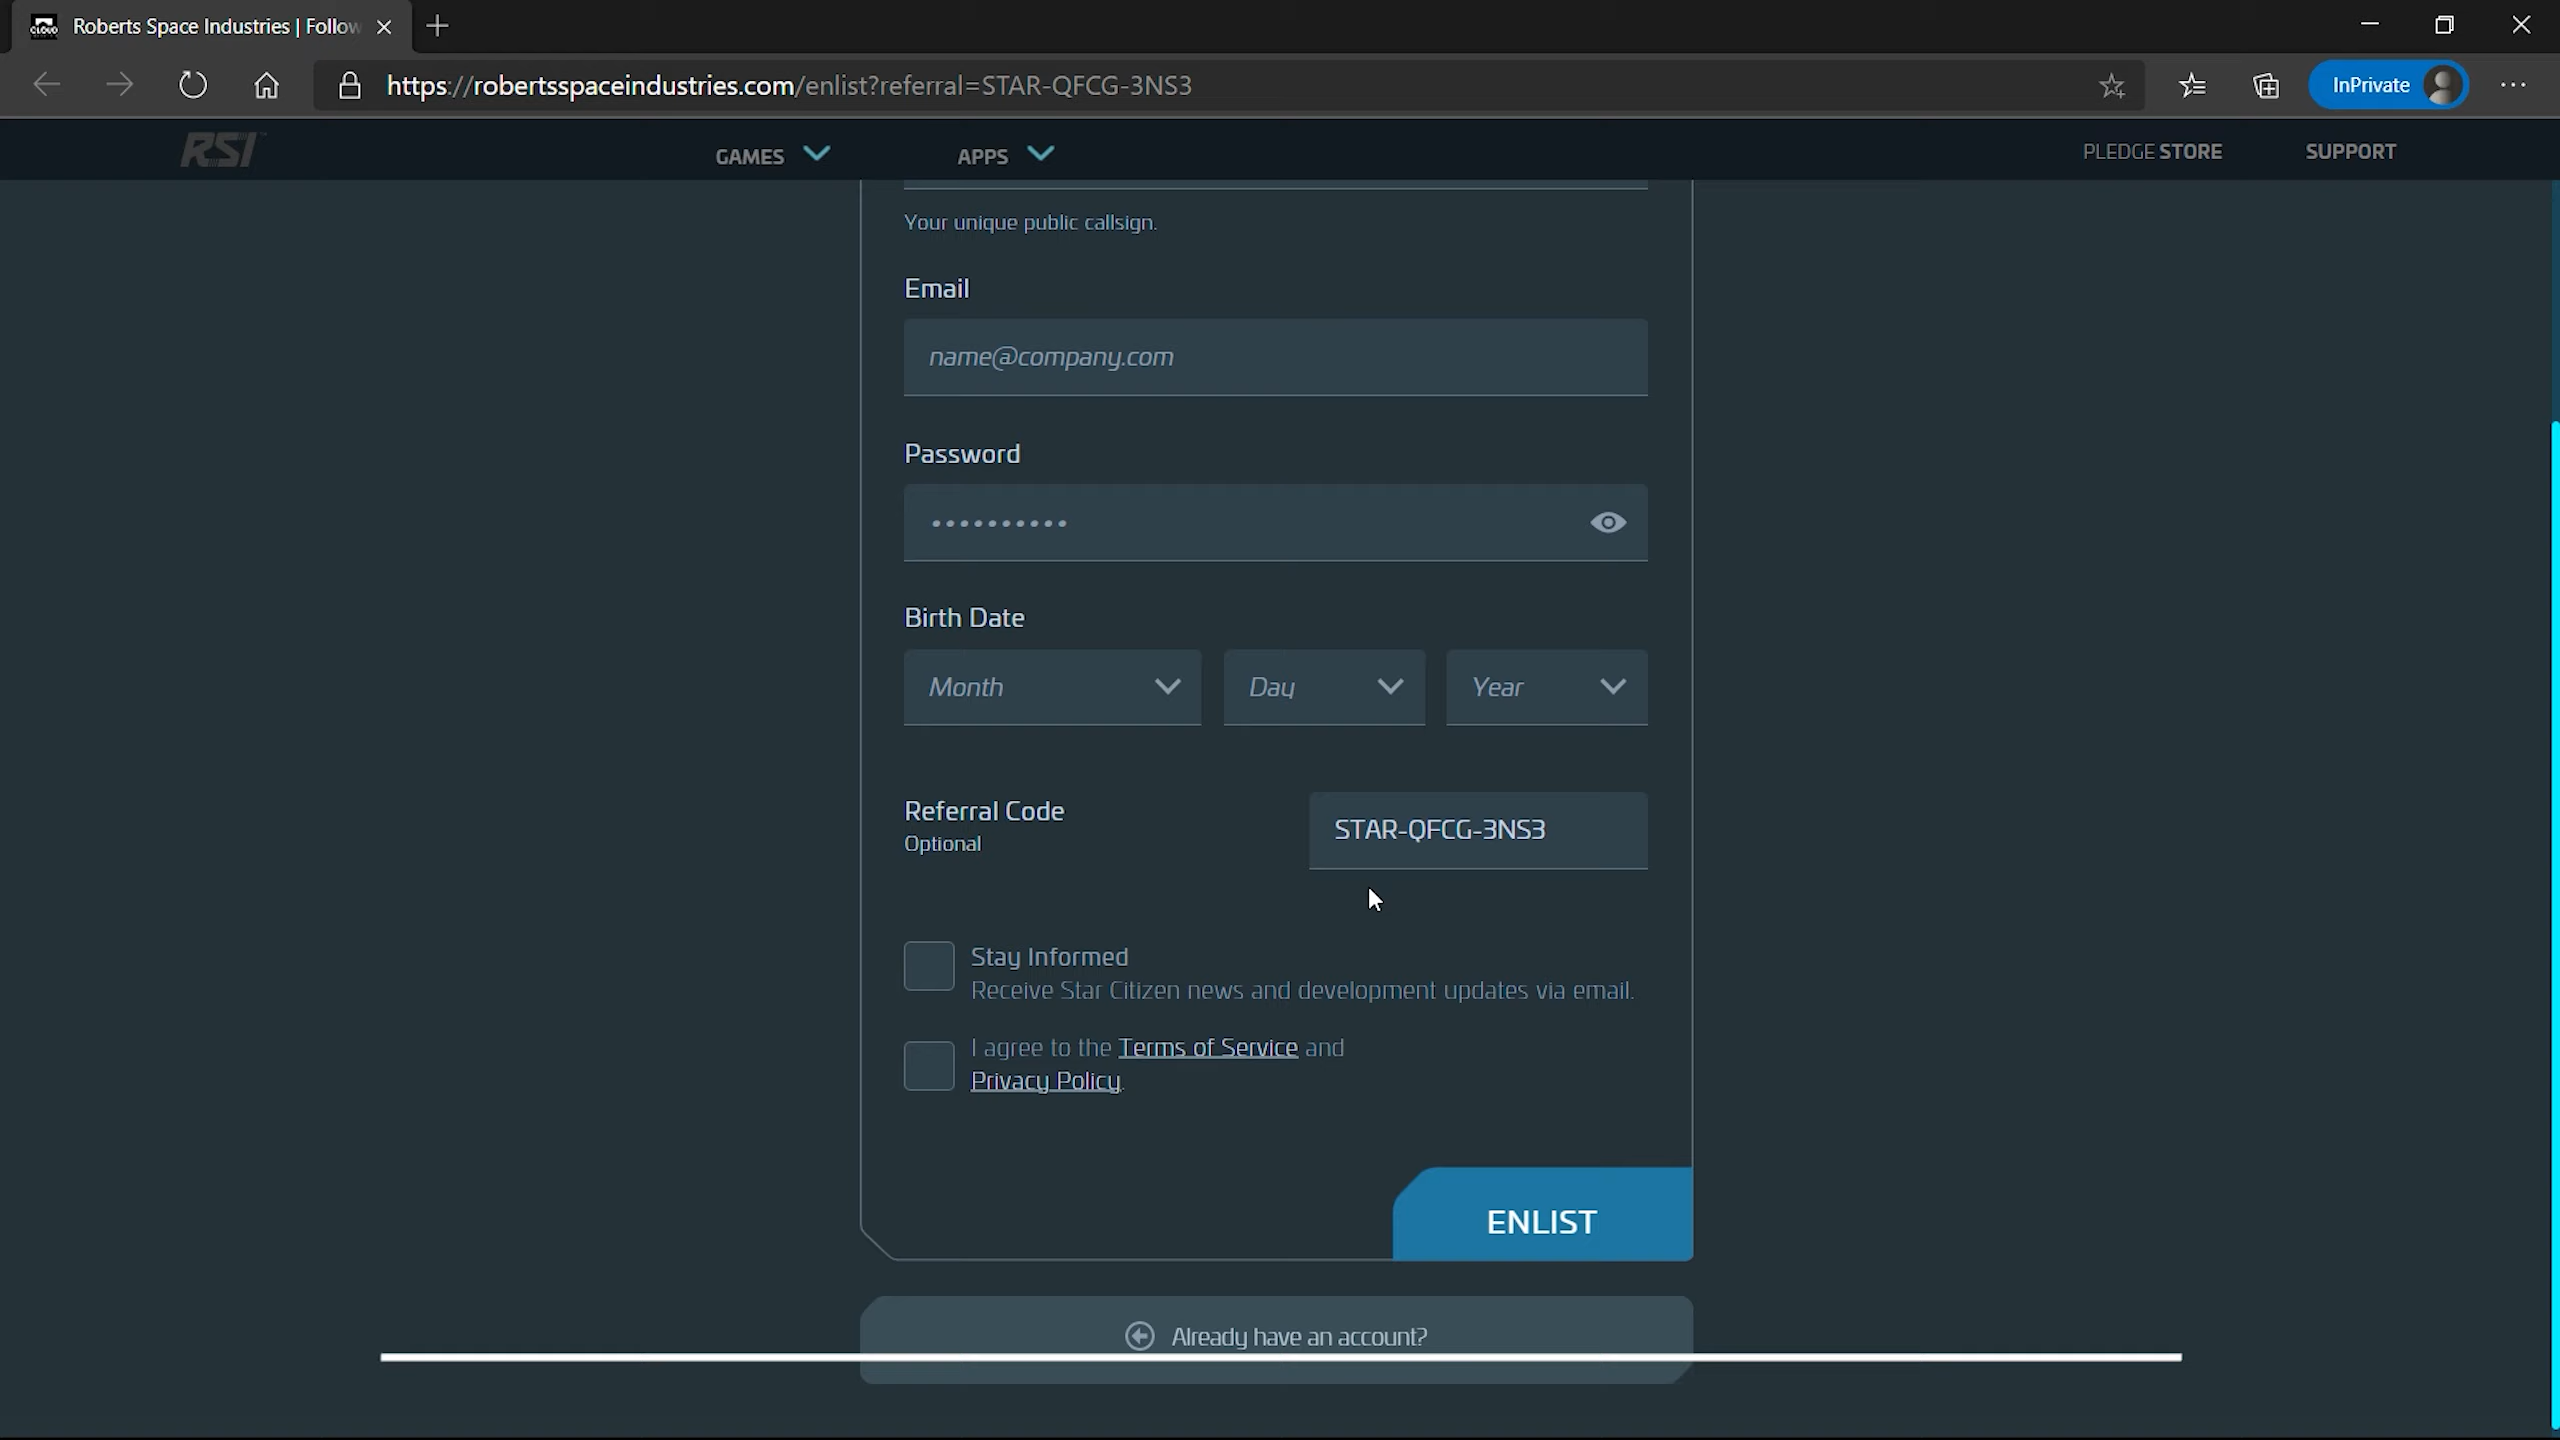 CLOUD
Roberts Space Industries | Follow
https://robertsspaceindustries.com/enlist?referral=STAR-QFCG-3NS3
InPrivate
RSI
GAMES
APPS
PLEDGE STORE
SUPPORT
Your unique public callsign.
Email
name@company.com
Password
••••••••••
Birth Date
Month
Day
Year
Referral Code
Optional
STAR-QFCG-3NS3
Stay Informed
Receive Star Citizen news and development updates via email.
I agree to the Terms of Service and
Privacy Policy.
ENLIST
Already have an account?